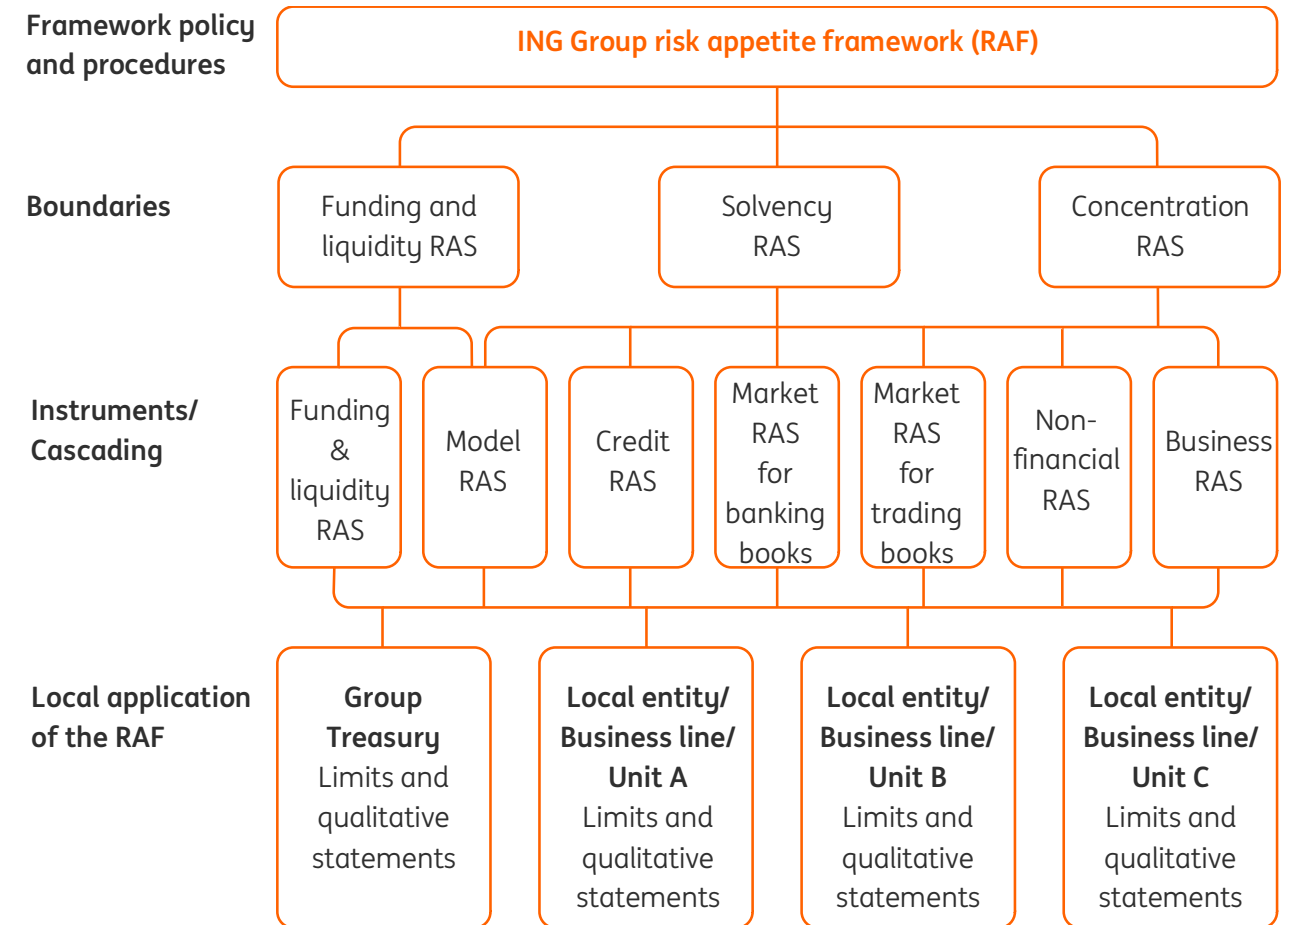 Framework policy
and procedures
ING Group risk appetite framework (RAF)
Boundaries
Funding and
liquidity RAS
Solvency
RAS
Concentration
RAS
Instruments/
Cascading
Funding
&
liquidity
RAS
Model
RAS
Credit
RAS
Market
RAS
for
banking
books
Market
RAS
for
trading
books
Non-
financial
RAS
Business
RAS
Local application
of the RAF
Group
Treasury
Limits and
qualitative
statements
Local entity/
Business line/
Unit A
Limits and
qualitative
statements
Local entity/
Business line/
Unit B
Limits and
qualitative
statements
Local entity/
Business line/
Unit C
Limits and
qualitative
statements